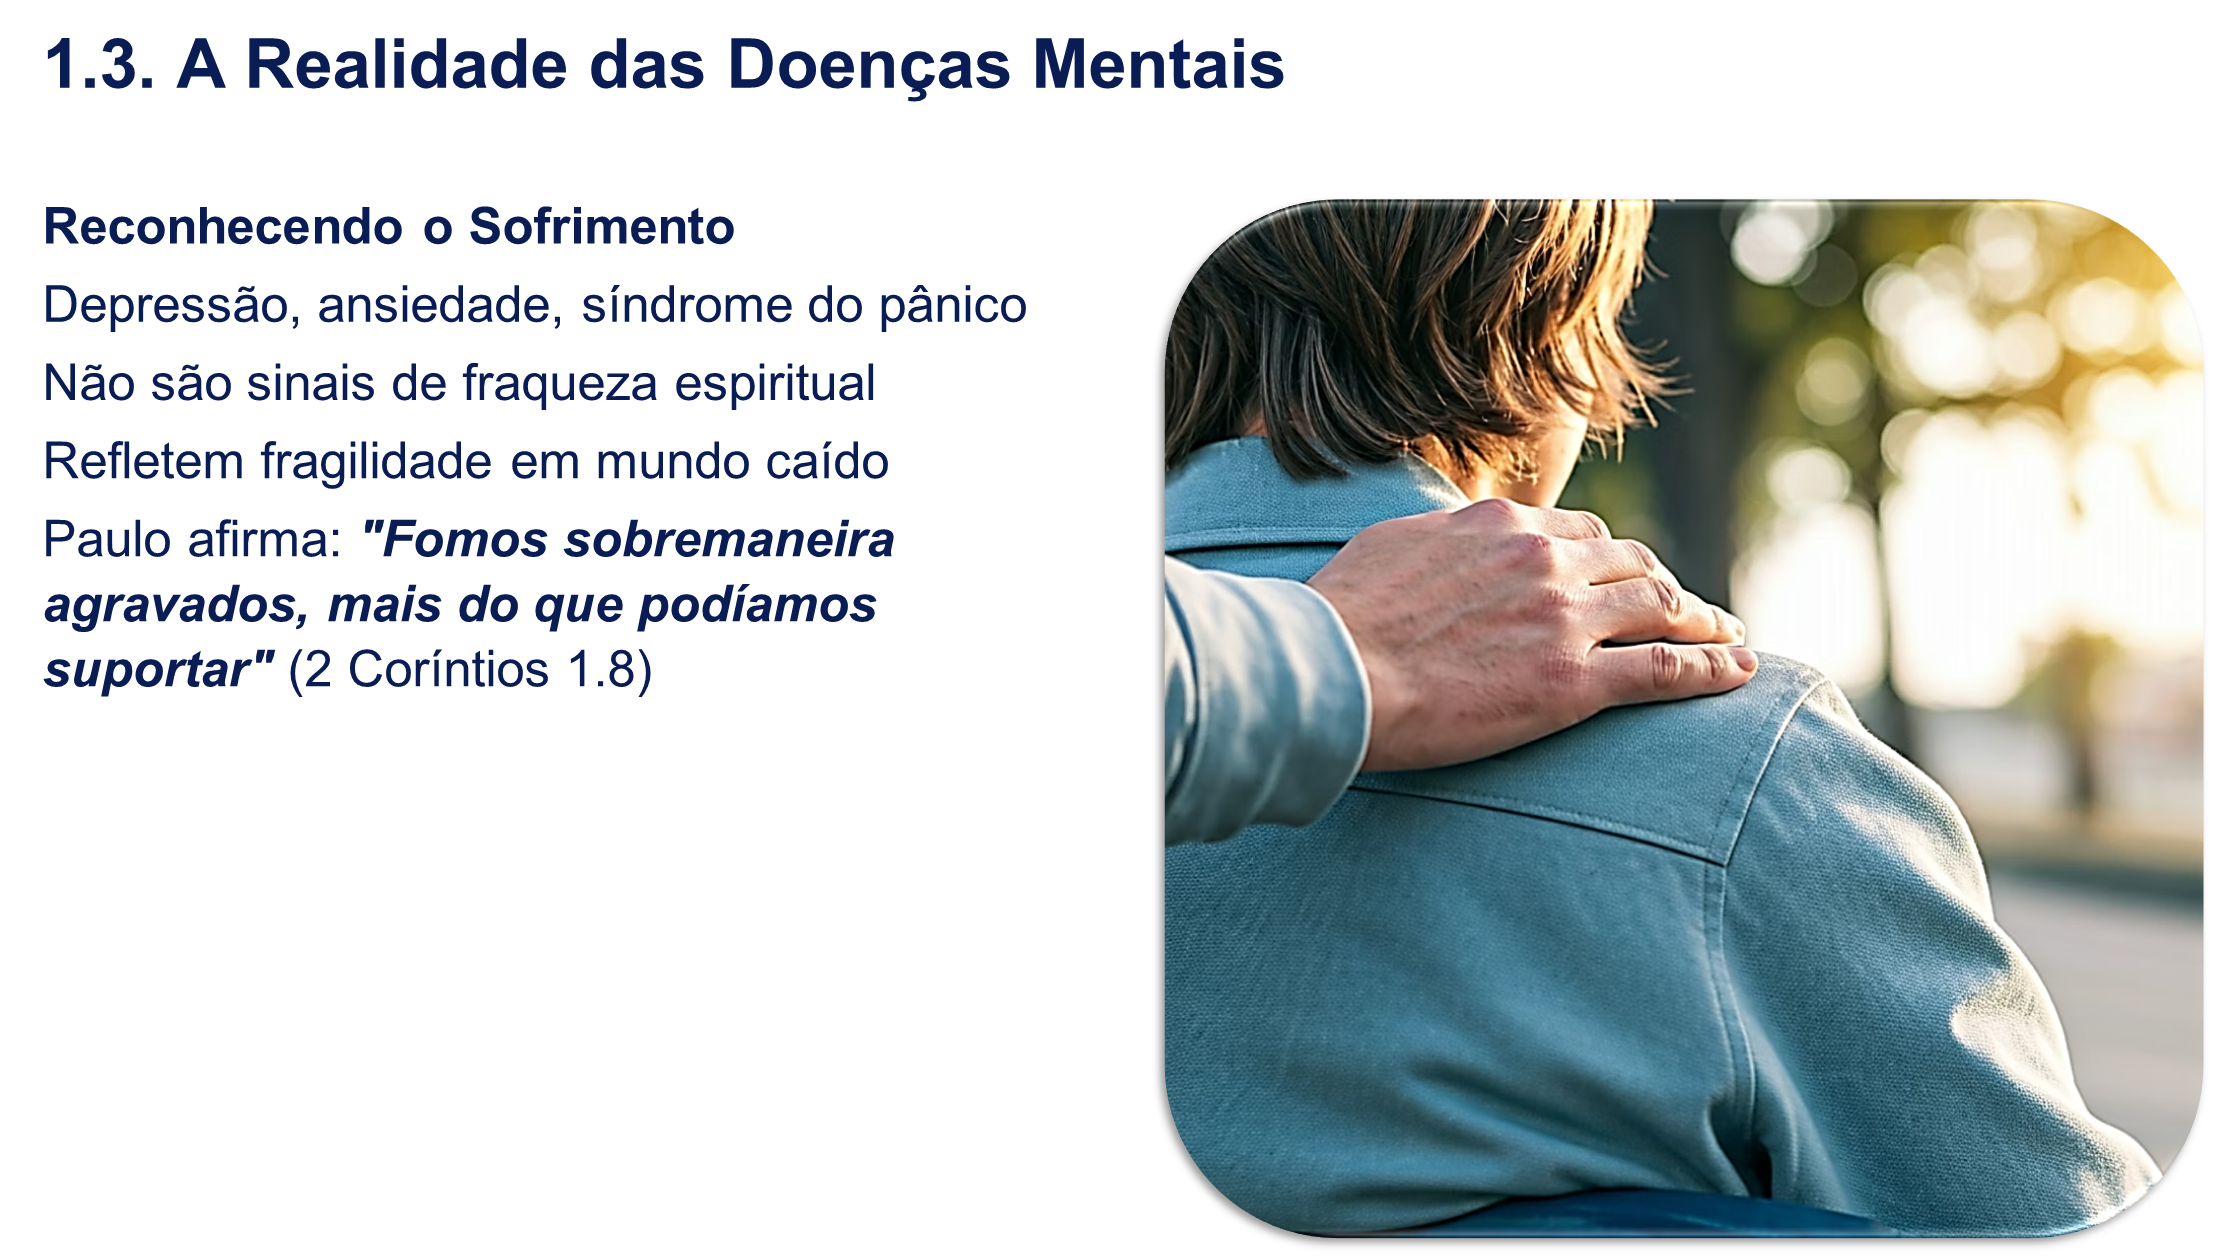 1.3. A Realidade das Doenças Mentais
Reconhecendo o Sofrimento
Depressão, ansiedade, síndrome do pânico
Não são sinais de fraqueza espiritual
Refletem fragilidade em mundo caído
Paulo afirma: "Fomos sobremaneira
agravados, mais do que podíamos
suportar" (2 Coríntios 1.8)